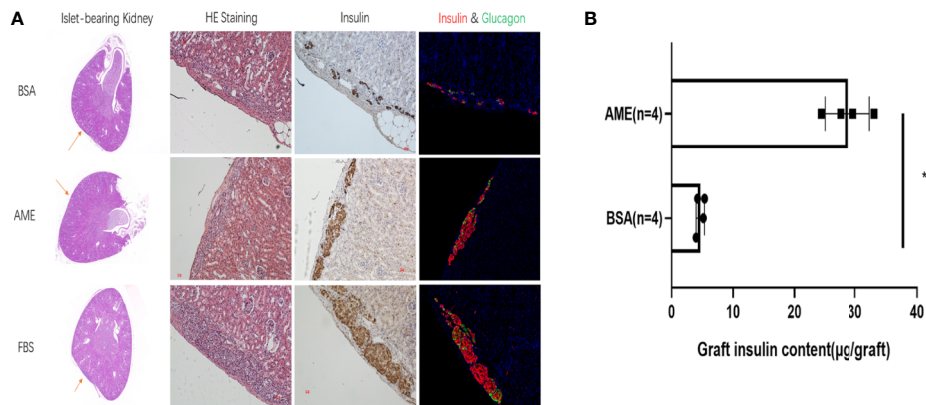 A
Islet-bearing Kidney
HE Staining
Insulin
Insulin & Glucagon
BSA
AME
FBS
B
AME(n=4)
BSA(n=4)
*
0
10
20
30
40
Graft insulin content(μg/graft)